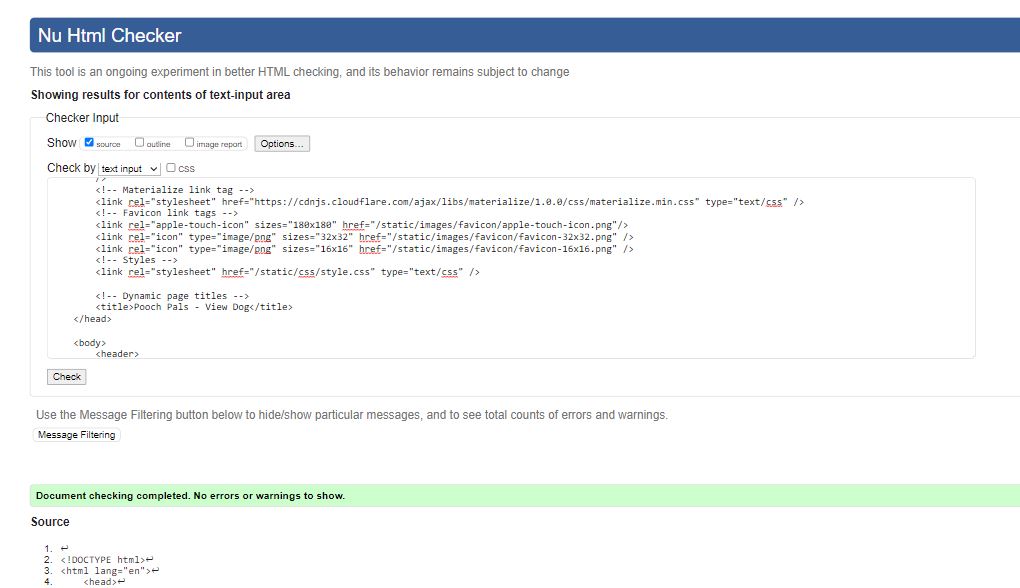 Nu Html Checker
This tool is an ongoing experiment in better HTML checking, and its behavior remains subject to change
Showing results for contents of text-input area
Checker Input
Show source outline image report Options...
Check by text input css
/>
<!-- Materialize link tag -->
<link rel="stylesheet" href="https://cdnjs.cloudflare.com/ajax/libs/materialize/1.0.0/css/materialize.min.css" type="text/css" />
<!-- Favicon link tags -->
<link rel="apple-touch-icon" sizes="180x180" href="/static/images/favicon/apple-touch-icon.png"/>
<link rel="icon" type="image/png" sizes="32x32" href="/static/images/favicon/favicon-32x32.png" />
<link rel="icon" type="image/png" sizes="16x16" href="/static/images/favicon/favicon-16x16.png" />
<!-- Styles -->
<link rel="stylesheet" href="/static/css/style.css" type="text/css" />
<!-- Dynamic page titles -->
<title>Pooch Pals - View Dog</title>
</head>
<body>
<header>
Check
Use the Message Filtering button below to hide/show particular messages, and to see total counts of errors and warnings.
Message Filtering
Document checking completed. No errors or warnings to show.
Source
1. ↩
2. <!DOCTYPE html>↩
3. <html lang="en">↩
4. <head>↩